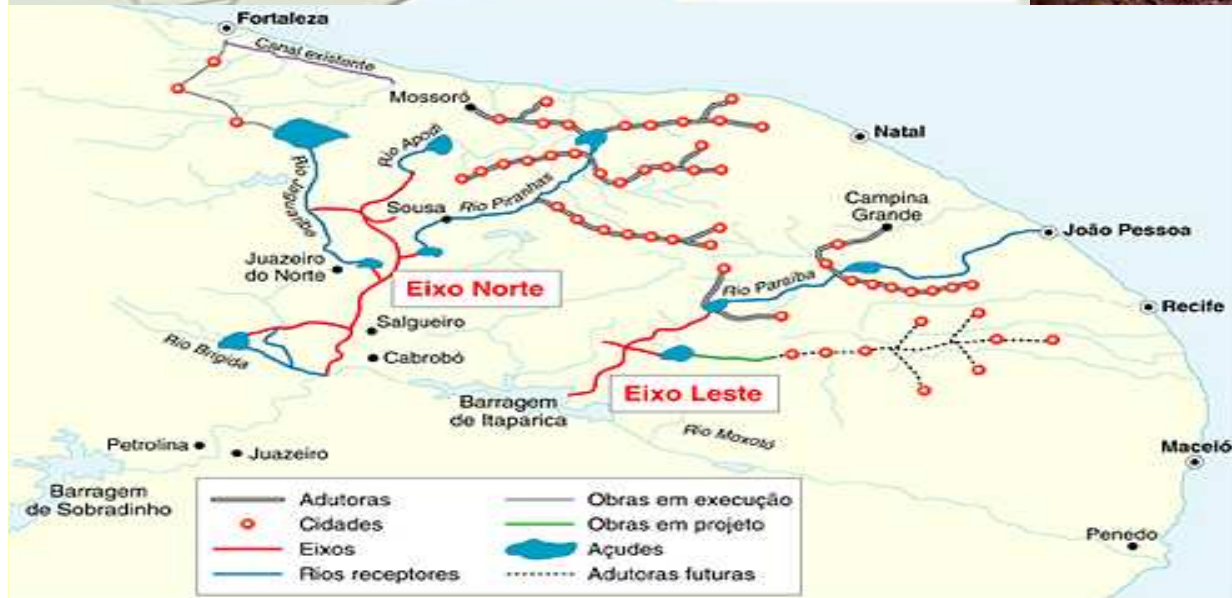 Fortaleza
Canal existente
Mossoró
Natal
Rio Apodi
Rio Jaguaribe
Sousa
Rio Piranhas
Campina
Grande
João Pessoa
Juazeiro
do Norte
Eixo Norte
Rio Paraíba
Recife
Salgueiro
Rio Brigida
Cabrobó
Eixo Leste
Barragem
de Itaparica
Rio Moxotó
Petrolina
Juazeiro
Maceió
Barragem
de Sobradinho
Penedo
Adutoras
Cidades
Eixos
Rios receptores
Obras em execução
Obras em projeto
Açudes
Adutoras futuras